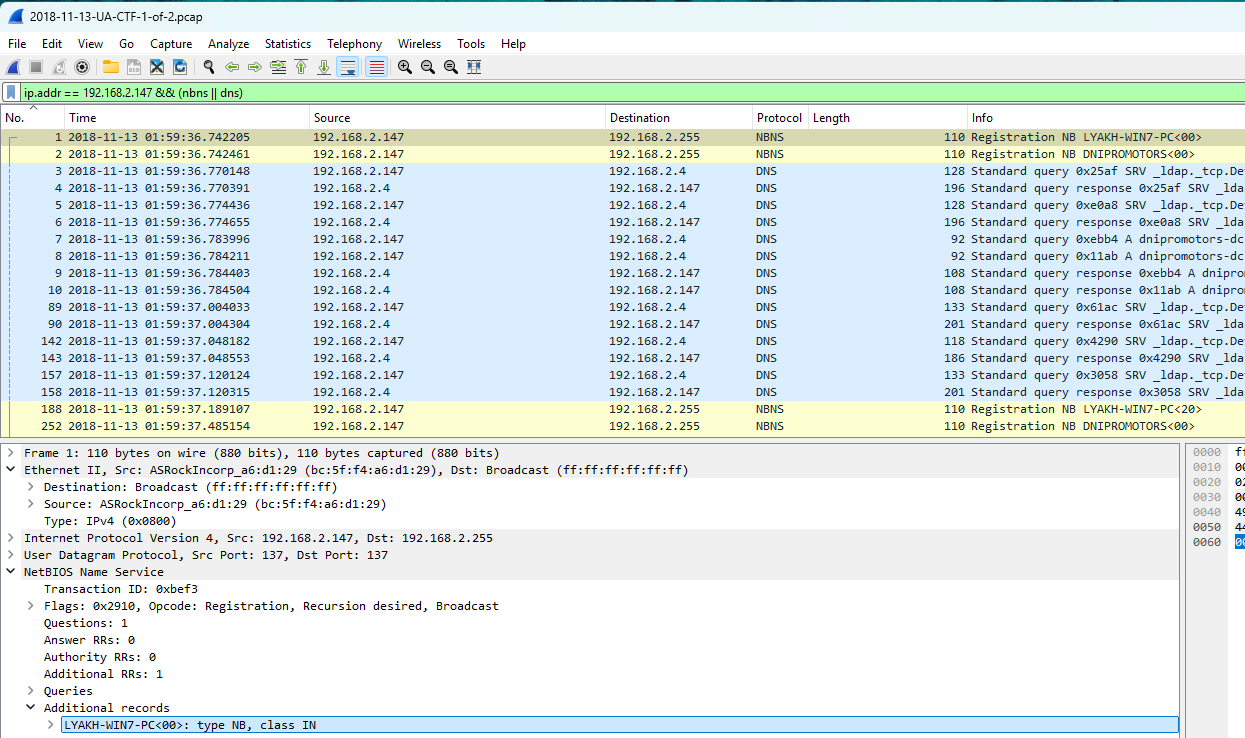 2018-11-13-UA-CTF-1-of-2.pcap
File Edit View Go Capture Analyze Statistics Telephony Wireless Tools Help
ip.addr == 192.168.2.147 && (nbns || dns)
No. Time Source Destination Protocol Length Info
1 2018-11-13 01:59:36.742205 192.168.2.147 192.168.2.255 NBNS 110 Registration NB LYAKH-WIN7-PC<00>
2 2018-11-13 01:59:36.742461 192.168.2.147 192.168.2.255 NBNS 110 Registration NB DNIPROMOTORS<00>
3 2018-11-13 01:59:36.770148 192.168.2.147 192.168.2.4 DNS 128 Standard query 0x25af SRV _ldap._tcp.De
4 2018-11-13 01:59:36.770391 192.168.2.4 192.168.2.147 DNS 196 Standard query response 0x25af SRV _lda
5 2018-11-13 01:59:36.774436 192.168.2.147 192.168.2.4 DNS 128 Standard query 0xe0a8 SRV _ldap._tcp.De
6 2018-11-13 01:59:36.774655 192.168.2.4 192.168.2.147 DNS 196 Standard query response 0xe0a8 SRV _lda
7 2018-11-13 01:59:36.783996 192.168.2.147 192.168.2.4 DNS 92 Standard query 0xebb4 A dnipromotors-dc
8 2018-11-13 01:59:36.784211 192.168.2.147 192.168.2.4 DNS 92 Standard query 0x11ab A dnipromotors-dc
9 2018-11-13 01:59:36.784403 192.168.2.4 192.168.2.147 DNS 108 Standard query response 0xebb4 A dnipro
10 2018-11-13 01:59:36.784504 192.168.2.4 192.168.2.147 DNS 108 Standard query response 0x11ab A dnipro
89 2018-11-13 01:59:37.004033 192.168.2.147 192.168.2.4 DNS 133 Standard query 0x61ac SRV _ldap._tcp.De
90 2018-11-13 01:59:37.004304 192.168.2.4 192.168.2.147 DNS 201 Standard query response 0x61ac SRV _lda
142 2018-11-13 01:59:37.048182 192.168.2.147 192.168.2.4 DNS 118 Standard query 0x4290 SRV _ldap._tcp.De
143 2018-11-13 01:59:37.048553 192.168.2.4 192.168.2.147 DNS 186 Standard query response 0x4290 SRV _lda
157 2018-11-13 01:59:37.120124 192.168.2.147 192.168.2.4 DNS 133 Standard query 0x3058 SRV _ldap._tcp.De
158 2018-11-13 01:59:37.120315 192.168.2.4 192.168.2.147 DNS 201 Standard query response 0x3058 SRV _lda
188 2018-11-13 01:59:37.189107 192.168.2.147 192.168.2.255 NBNS 110 Registration NB LYAKH-WIN7-PC<20>
252 2018-11-13 01:59:37.485154 192.168.2.147 192.168.2.255 NBNS 110 Registration NB DNIPROMOTORS<00>
Frame 1: 110 bytes on wire (880 bits), 110 bytes captured (880 bits)
Ethernet II, Src: ASRockIncorp_a6:d1:29 (bc:5f:f4:a6:d1:29), Dst: Broadcast (ff:ff:ff:ff:ff:ff)
Destination: Broadcast (ff:ff:ff:ff:ff:ff)
Source: ASRockIncorp_a6:d1:29 (bc:5f:f4:a6:d1:29)
Type: IPv4 (0x0800)
Internet Protocol Version 4, Src: 192.168.2.147, Dst: 192.168.2.255
User Datagram Protocol, Src Port: 137, Dst Port: 137
NetBIOS Name Service
Transaction ID: 0xbef3
Flags: 0x2910, Opcode: Registration, Recursion desired, Broadcast
Questions: 1
Answer RRs: 0
Authority RRs: 0
Additional RRs: 1
Queries
Additional records
LYAKH-WIN7-PC<00>: type NB, class IN
0000
0010
0020
0030
0040 49
0050 44
0060